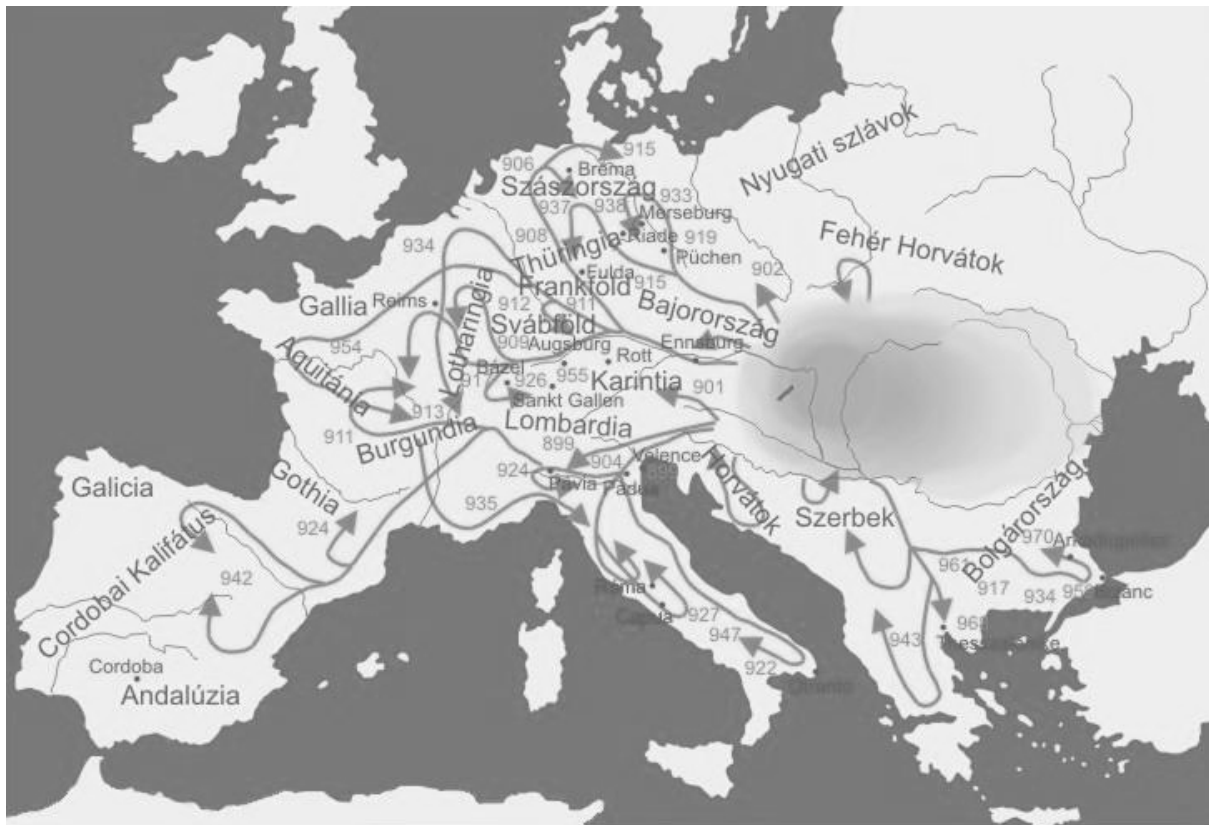 915
906
Bréma
Szászország
Nyugati szlávok
937
938
933
Merseburg
934
908
Riade
919
Fehér Horvátok
Thüringia
Püchen
902
915
Frankföld
912
911
Bajorország
Gallia
Reims
Lotharingia
Svábföld
909
Augsburg
Ennsburg
954
Rott
Aquitánia
Bázel
926
955
Karintia
901
Sankt Gallen
913
911
Burgundia
Lombardia
899
904
Velence
924
Pavia
Padua
Horvátok
Galicia
Gothia
935
924
Szerbek
Bolgárország
Cordobai Kalifátus
942
970
961
917
934
Bizánc
Róma
Capua
927
968
947
943
922
Cordoba
Andalúzia
Otranto